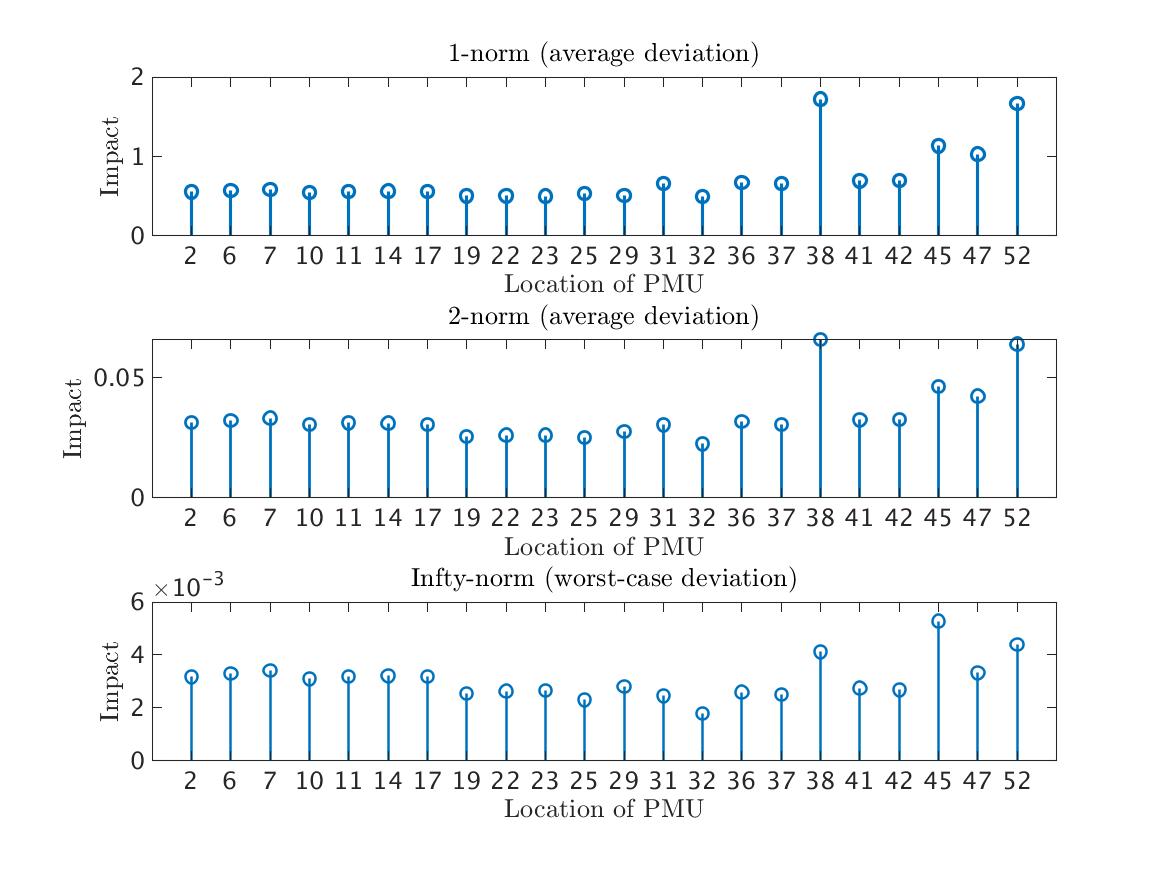 1-norm (average deviation)
2
1
0
Impact
2 6 7 10 11 14 17 19 22 23 25 29 31 32 36 37 38 41 42 45 47 52
Location of PMU
2-norm (average deviation)
0.05
0
Impact
2 6 7 10 11 14 17 19 22 23 25 29 31 32 36 37 38 41 42 45 47 52
Location of PMU
Infty-norm (worst-case deviation)
×10⁻³
6
4
2
0
Impact
2 6 7 10 11 14 17 19 22 23 25 29 31 32 36 37 38 41 42 45 47 52
Location of PMU